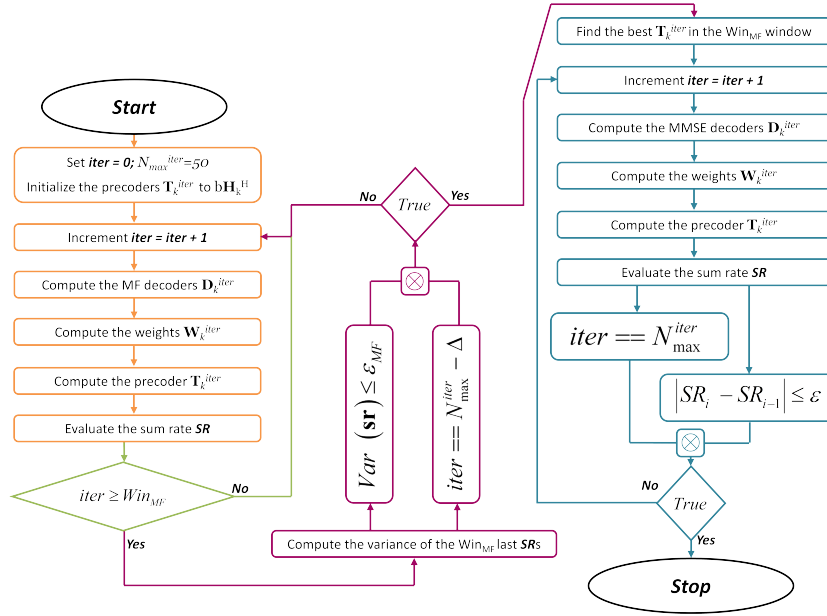 Start
Set iter = 0; N_max^iter=50
Initialize the precoders T_k^iter to bH_k^H
Increment iter = iter + 1
Compute the MF decoders D_k^iter
Compute the weights W_k^iter
Compute the precoder T_k^iter
Evaluate the sum rate SR
iter ≥ Win_MF
No
Yes
Compute the variance of the Win_MF last SRs
Var (sr) ≤ ε_MF
iter == N_max^iter − Δ
⊗
True
No
Yes
Find the best T_k^iter in the Win_MF window
Increment iter = iter + 1
Compute the MMSE decoders D_k^iter
Compute the weights W_k^iter
Compute the precoder T_k^iter
Evaluate the sum rate SR
iter == N_max^iter
|SR_i − SR_i−1| ≤ ε
⊗
True
No
Yes
Stop